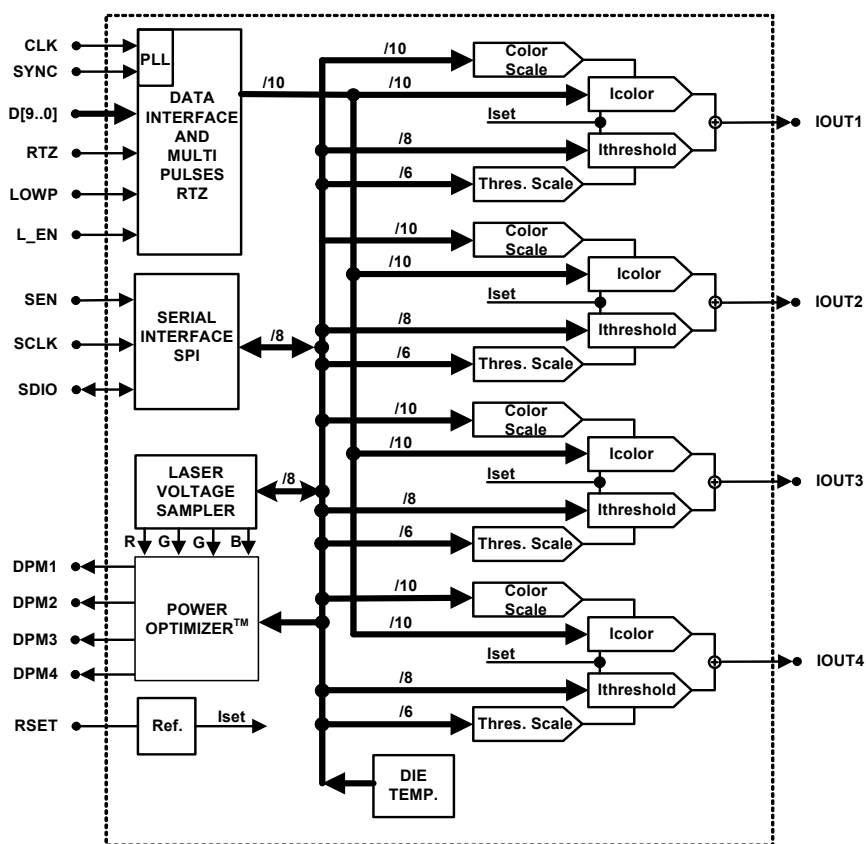 CLK
SYNC
D[9..0]
RTZ
LOWP
L_EN
PLL
DATA
INTERFACE
AND
MULTI
PULSES
RTZ
/10
SEN
SCLK
SDIO
SERIAL
INTERFACE
SPI
/8
LASER
VOLTAGE
SAMPLER
/8
R G G B
DPM1
DPM2
DPM3
DPM4
POWER
OPTIMIZER™
RSET
Ref.
Iset
DIE
TEMP.
/10
Color
Scale
/10
Icolor
Iset
/8
Ithreshold
/6
Thres. Scale
IOUT1
/10
Color
Scale
/10
Icolor
Iset
/8
Ithreshold
/6
Thres. Scale
IOUT2
/10
Color
Scale
/10
Icolor
Iset
/8
Ithreshold
/6
Thres. Scale
IOUT3
/10
Color
Scale
/10
Icolor
Iset
/8
Ithreshold
/6
Thres. Scale
IOUT4